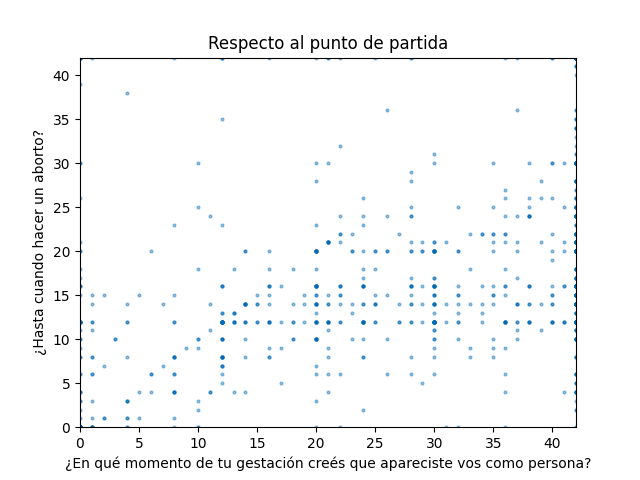 Respecto al punto de partida
40
35
30
25
20
15
10
5
0
¿Hasta cuando hacer un aborto?
0 5 10 15 20 25 30 35 40
¿En qué momento de tu gestación creés que apareciste vos como persona?